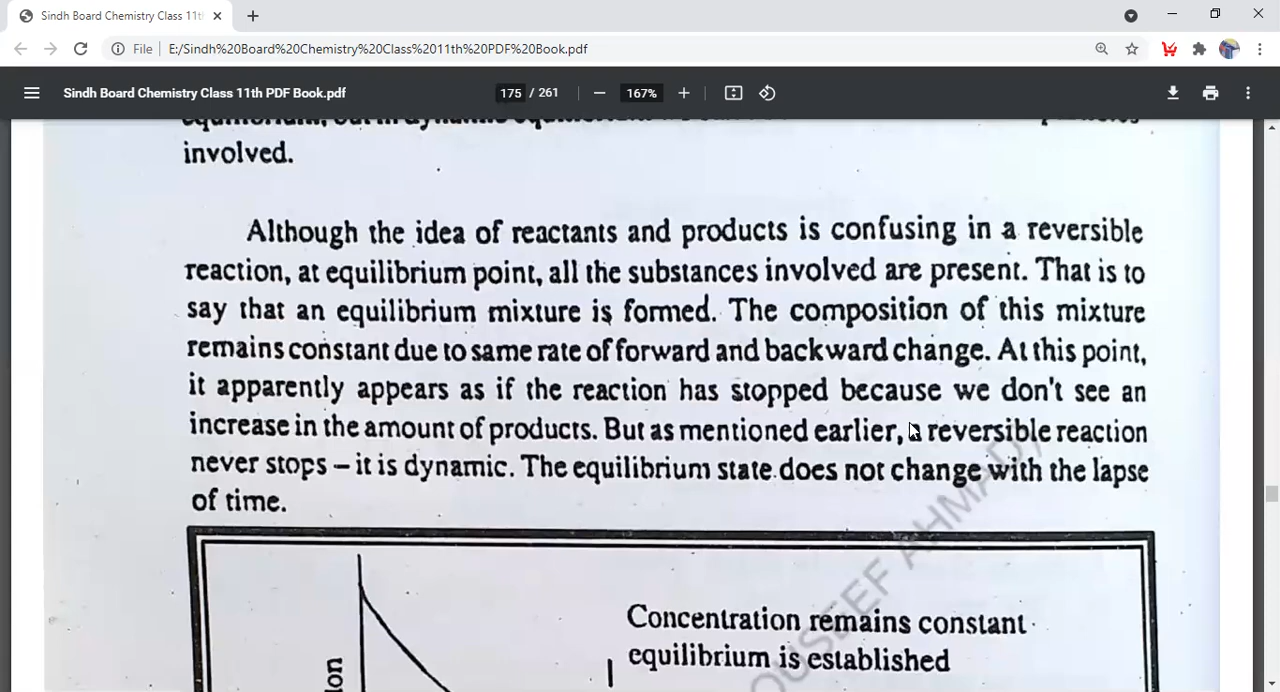 Sindh Board Chemistry Class 11th
File | E:/Sindh%20Board%20Chemistry%20Class%2011th%20PDF%20Book.pdf
Sindh Board Chemistry Class 11th PDF Book.pdf
175 / 261
167%
involved.
Although the idea of reactants and products is confusing in a reversible
reaction, at equilibrium point, all the substances involved are present. That is to
say that an equilibrium mixture is formed. The composition of this mixture
remains constant due to same rate of forward and backward change. At this point,
it apparently appears as if the reaction has stopped because we don't see an
increase in the amount of products. But as mentioned earlier, a reversible reaction
never stops – it is dynamic. The equilibrium state does not change with the lapse
of time.
Concentration remains constant
equilibrium is established
AHMAD